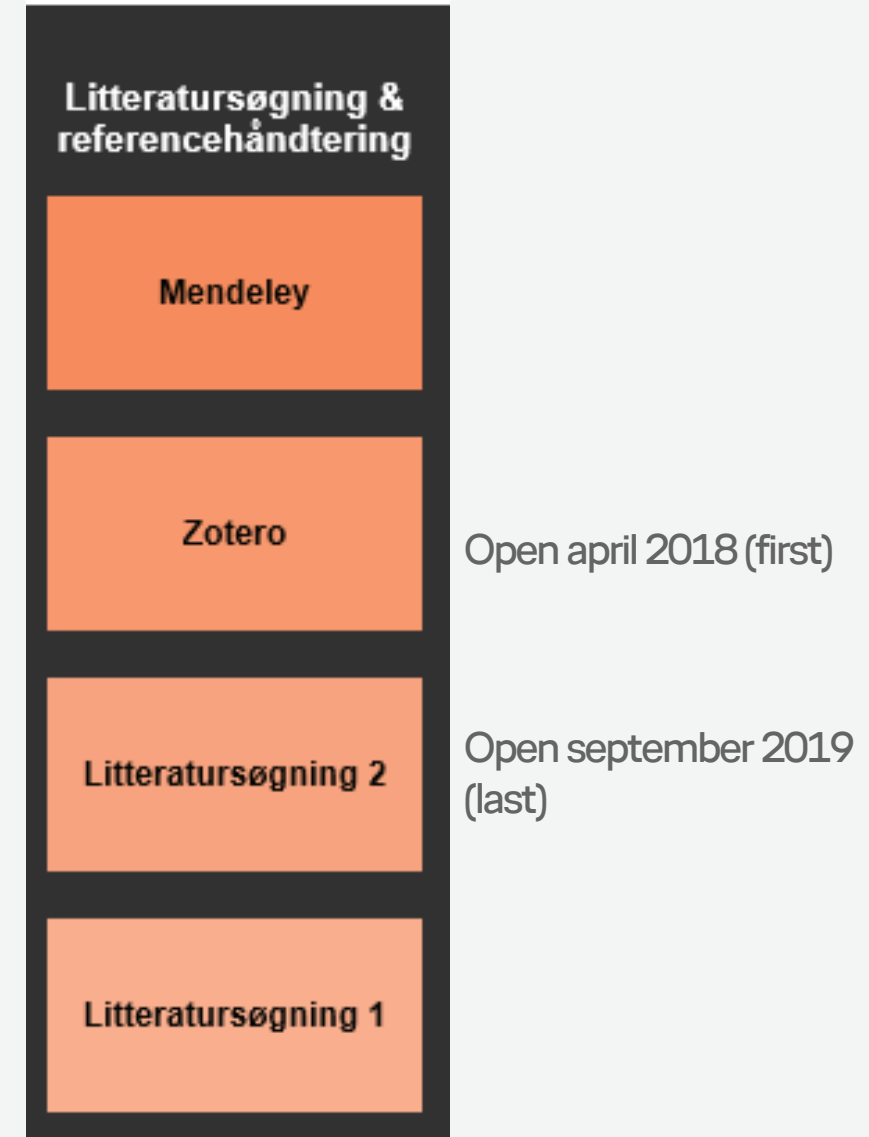 Litteratursøgning &
referencehåndtering
Mendeley
Zotero
Open april 2018 (first)
Litteratursøgning 2
Open september 2019
(last)
Litteratursøgning 1